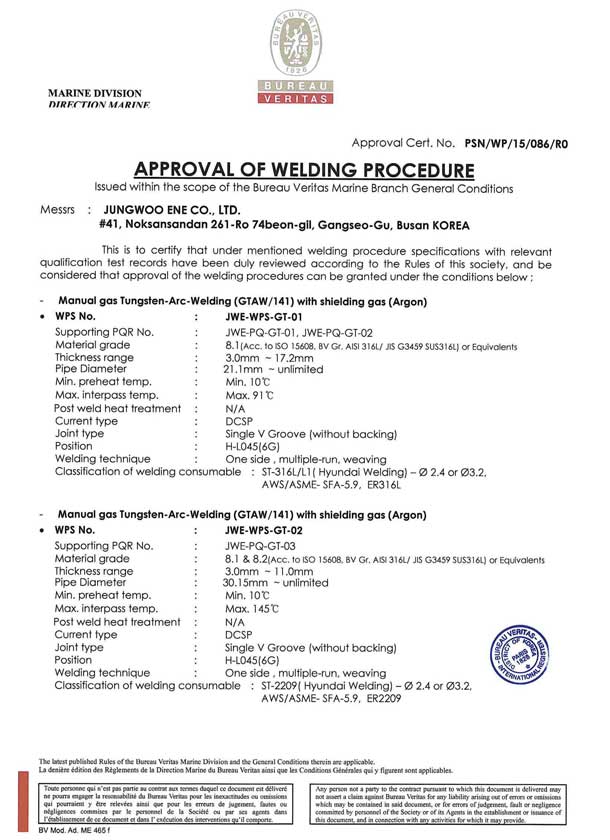 BUREAU VERITAS
1828
BUREAU
VERITAS
MARINE DIVISION
DIRECTION MARINE
Approval Cert. No. PSN/WP/15/086/R0
APPROVAL OF WELDING PROCEDURE
Issued within the scope of the Bureau Veritas Marine Branch General Conditions
Messrs : JUNGWOO ENE CO., LTD.
#41, Noksansandan 261-Ro 74beon-gil, Gangseo-Gu, Busan KOREA
This is to certify that under mentioned welding procedure specifications with relevant
qualification test records have been duly reviewed according to the Rules of this society, and be
considered that approval of the welding procedures can be granted under the conditions below ;
- Manual gas Tungsten-Arc-Welding (GTAW/141) with shielding gas (Argon)
• WPS No. : JWE-WPS-GT-01
Supporting PQR No. : JWE-PQ-GT-01, JWE-PQ-GT-02
Material grade : 8.1(Acc. to ISO 15608, BV Gr. AISI 316L/ JIS G3459 SUS316L) or Equivalents
Thickness range : 3.0mm ~ 17.2mm
Pipe Diameter : 21.1mm ~ unlimited
Min. preheat temp. : Min. 10℃
Max. interpass temp. : Max. 91℃
Post weld heat treatment : N/A
Current type : DCSP
Joint type : Single V Groove (without backing)
Position : H-L045(6G)
Welding technique : One side , multiple-run, weaving
Classification of welding consumable : ST-316L/L1( Hyundai Welding) – Ø 2.4 or Ø3.2,
AWS/ASME- SFA-5.9, ER316L
- Manual gas Tungsten-Arc-Welding (GTAW/141) with shielding gas (Argon)
• WPS No. : JWE-WPS-GT-02
Supporting PQR No. : JWE-PQ-GT-03
Material grade : 8.1 & 8.2(Acc. to ISO 15608, BV Gr. AISI 316L/ JIS G3459 SUS316L) or Equivalents
Thickness range : 3.0mm ~ 11.0mm
Pipe Diameter : 30.15mm ~ unlimited
Min. preheat temp. : Min. 10℃
Max. interpass temp. : Max. 145℃
Post weld heat treatment : N/A
Current type : DCSP
Joint type : Single V Groove (without backing)
Position : H-L045(6G)
Welding technique : One side , multiple-run, weaving
Classification of welding consumable : ST-2209( Hyundai Welding) – Ø 2.4 or Ø3.2,
AWS/ASME- SFA-5.9, ER2209
BUREAU VERITAS
DISTRICT OF KOREA
PARIS
1828
INTERNATIONAL REGISTER
The latest published Rules of the Bureau Veritas Marine Division and the General Conditions therein are applicable.
La dernière édition des Règlements de la Direction Marine du Bureau Veritas ainsi que les Conditions Générales qui y figurent sont applicables.
Toute personne qui n'est pas partie au contrat aux termes duquel ce document est délivré
ne pourra engager la responsabilité du Bureau Veritas pour les inexactitudes ou omissions
qui pourraient y être relevées ainsi que pour les erreurs de jugement, fautes ou
négligences commises par le personnel de la Société ou par ses agents dans
l'établissement de ce document et dans l' exécution des interventions qu'il comporte.
Any person not a party to the contract pursuant to which this document is delivered may
not assert a claim against Bureau Veritas for any liability arising out of errors or omissions
which may be contained in said document, or for errors of judgement, fault or negligence
committed by personnel of the Society or of its Agents in the establishment or issuance of
this document, and in connection with any activities for which it may provide.
BV Mod. Ad. ME 465 f